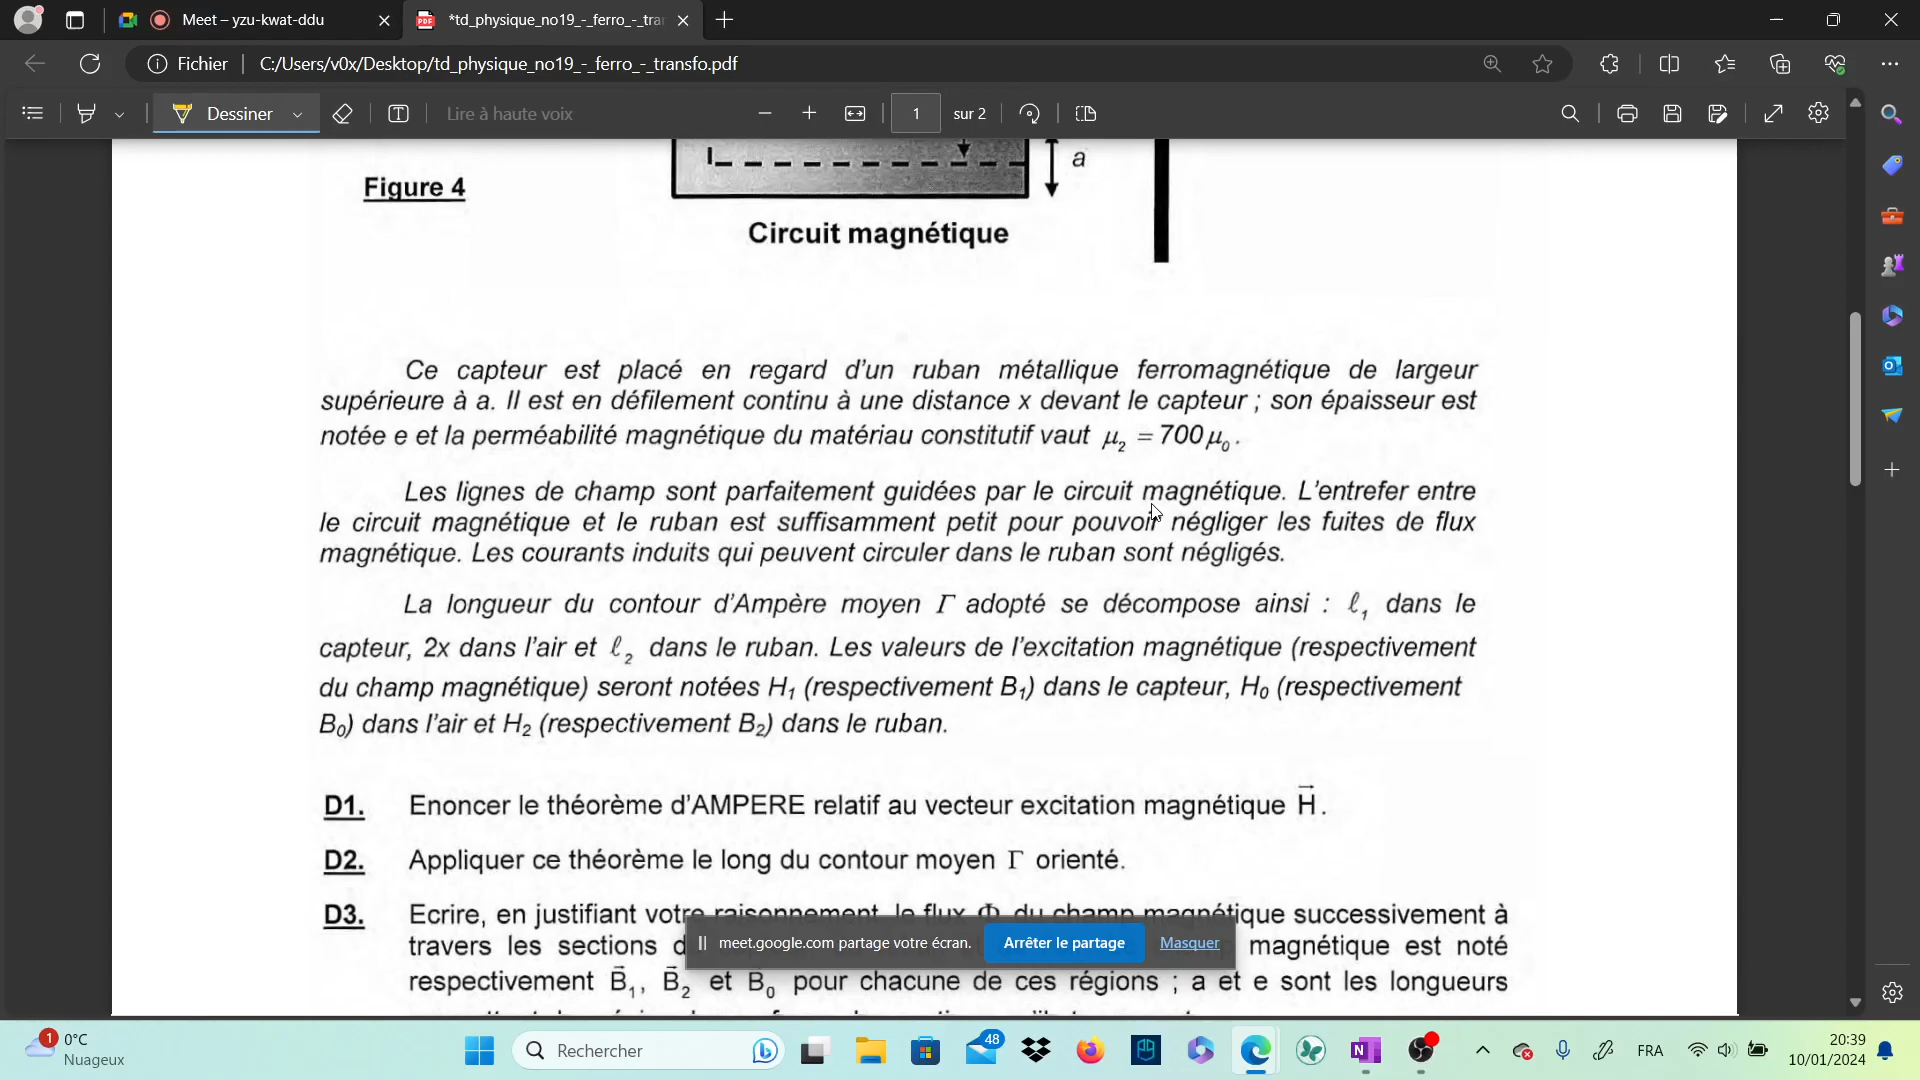 Meet – yzu-kwat-ddu
*td_physique_no19_-_ferro_-_tra
Fichier
C:/Users/v0x/Desktop/td_physique_no19_-_ferro_-_transfo.pdf
Dessiner
Lire à haute voix
1
sur 2
a
Figure 4
Circuit magnétique
Ce capteur est placé en regard d'un ruban métallique ferromagnétique de largeur
supérieure à a. Il est en défilement continu à une distance x devant le capteur ; son épaisseur est
notée e et la perméabilité magnétique du matériau constitutif vaut μ₂ = 700 μ₀.
Les lignes de champ sont parfaitement guidées par le circuit magnétique. L'entrefer entre
le circuit magnétique et le ruban est suffisamment petit pour pouvoir négliger les fuites de flux
magnétique. Les courants induits qui peuvent circuler dans le ruban sont négligés.
La longueur du contour d'Ampère moyen Γ adopté se décompose ainsi : ℓ₁ dans le
capteur, 2x dans l'air et ℓ₂ dans le ruban. Les valeurs de l'excitation magnétique (respectivement
du champ magnétique) seront notées H₁ (respectivement B₁) dans le capteur, H₀ (respectivement
B₀) dans l'air et H₂ (respectivement B₂) dans le ruban.
D1. Enoncer le théorème d'AMPERE relatif au vecteur excitation magnétique H⃗.
D2. Appliquer ce théorème le long du contour moyen Γ orienté.
D3. Ecrire, en justifiant votre raisonnement, le flux Φ du champ magnétique successivement à
travers les sections d magnétique est noté
respectivement B⃗₁, B⃗₂ et B⃗₀ pour chacune de ces régions ; a et e sont les longueurs
meet.google.com partage votre écran.
Arrêter le partage
Masquer
1
0°C
Nuageux
Rechercher
48
FRA
20:39
10/01/2024